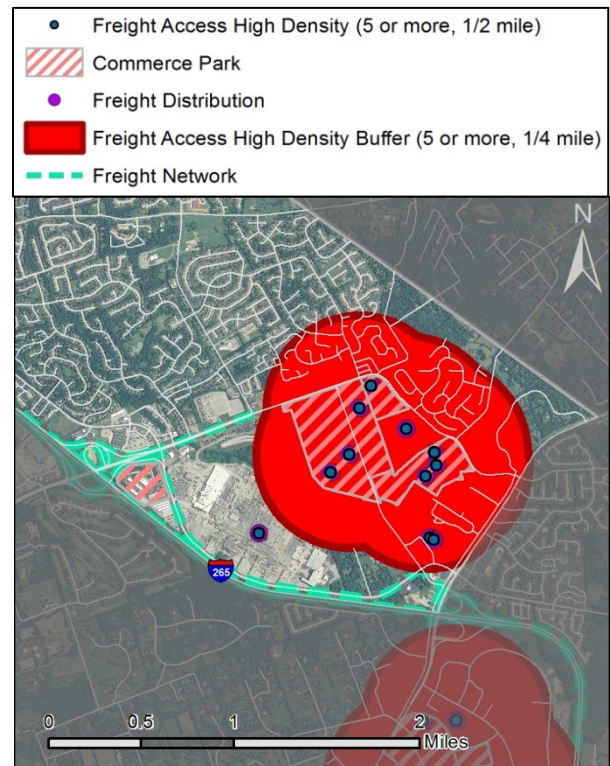 Freight Access High Density (5 or more, 1/2 mile)
Commerce Park
Freight Distribution
Freight Access High Density Buffer (5 or more, 1/4 mile)
Freight Network
N
265
0 0.5 1 2
Miles